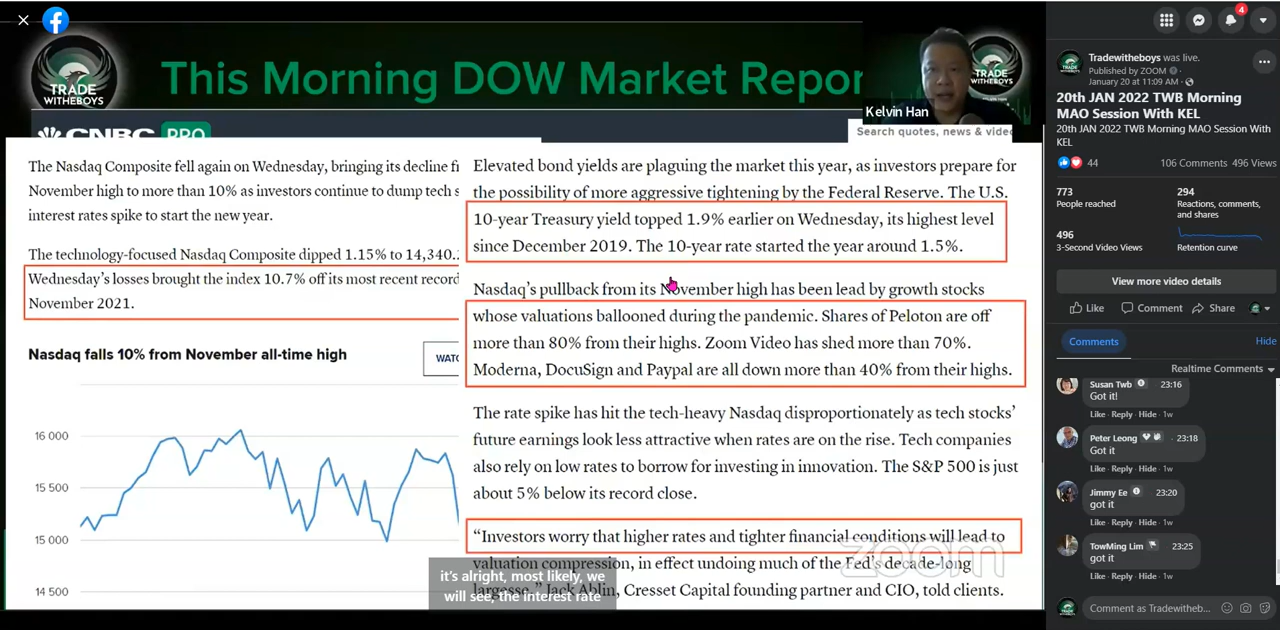 This Morning DOW Market Repor
TRADE
WITHEBOYS
TRADE
WITHEBOYS
Kelvin Han
CNBC PRO
Search quotes, news & vide
The Nasdaq Composite fell again on Wednesday, bringing its decline f
November high to more than 10% as investors continue to dump tech s
interest rates spike to start the new year.
The technology-focused Nasdaq Composite dipped 1.15% to 14,340.
Wednesday's losses brought the index 10.7% off its most recent record
November 2021.
Nasdaq falls 10% from November all-time high
WATC
16 000
15 500
15 000
14 500
Elevated bond yields are plaguing the market this year, as investors prepare for
the possibility of more aggressive tightening by the Federal Reserve. The U.S.
10-year Treasury yield topped 1.9% earlier on Wednesday, its highest level
since December 2019. The 10-year rate started the year around 1.5%.
Nasdaq's pullback from its November high has been lead by growth stocks
whose valuations ballooned during the pandemic. Shares of Peloton are off
more than 80% from their highs. Zoom Video has shed more than 70%.
Moderna, DocuSign and Paypal are all down more than 40% from their highs.
The rate spike has hit the tech-heavy Nasdaq disproportionately as tech stocks'
future earnings look less attractive when rates are on the rise. Tech companies
also rely on low rates to borrow for investing in innovation. The S&P 500 is just
about 5% below its record close.
“Investors worry that higher rates and tighter financial conditions will lead to
valuation compression, in effect undoing much of the Fed's decade-long
largesse,” Jack Ablin, Cresset Capital founding partner and CIO, told clients.
zoom
it's alright, most likely, we
will see, the interest rate
4
Tradewitheboys was live.
Published by ZOOM
January 20 at 11:09 AM
20th JAN 2022 TWB Morning
MAO Session With KEL
20th JAN 2022 TWB Morning MAO Session With
KEL
44
106 Comments 496 Views
773
People reached
294
Reactions, comments,
and shares
496
3-Second Video Views
Retention curve
View more video details
Like
Comment
Share
Comments
Hide
Realtime Comments
Susan Twb 23:16
Got it!
Like · Reply · Hide · 1w
Peter Leong 23:18
Got it
Like · Reply · Hide · 1w
Jimmy Ee 23:20
got it
Like · Reply · Hide · 1w
TowMing Lim 23:25
got it
Like · Reply · Hide · 1w
Comment as Tradewitheb...